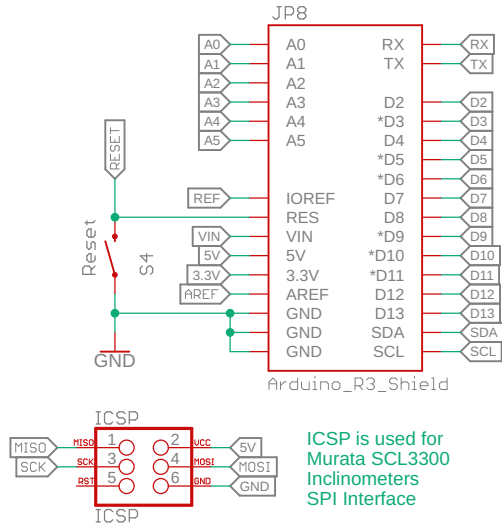 JP8
A0 A0 RX RX
A1 A1 TX TX
A2 A2
A3 A3 D2 D2
A4 A4 *D3 D3
A5 A5 D4 D4
*D5 D5
*D6 D6
RESET
REF IOREF D7 D7
RES D8 D8
VIN VIN *D9 D9
5V 5V *D10 D10
3.3V 3.3V *D11 D11
AREF AREF D12 D12
GND D13 D13
GND SDA SDA
GND SCL SCL
Reset
S4
GND
Arduino_R3_Shield
ICSP
MISO MISO 1 2 VCC 5V
SCK SCK 3 4 MOSI MOSI
RST 5 6 GND GND
ICSP
ICSP is used for
Murata SCL3300
Inclinometers
SPI Interface